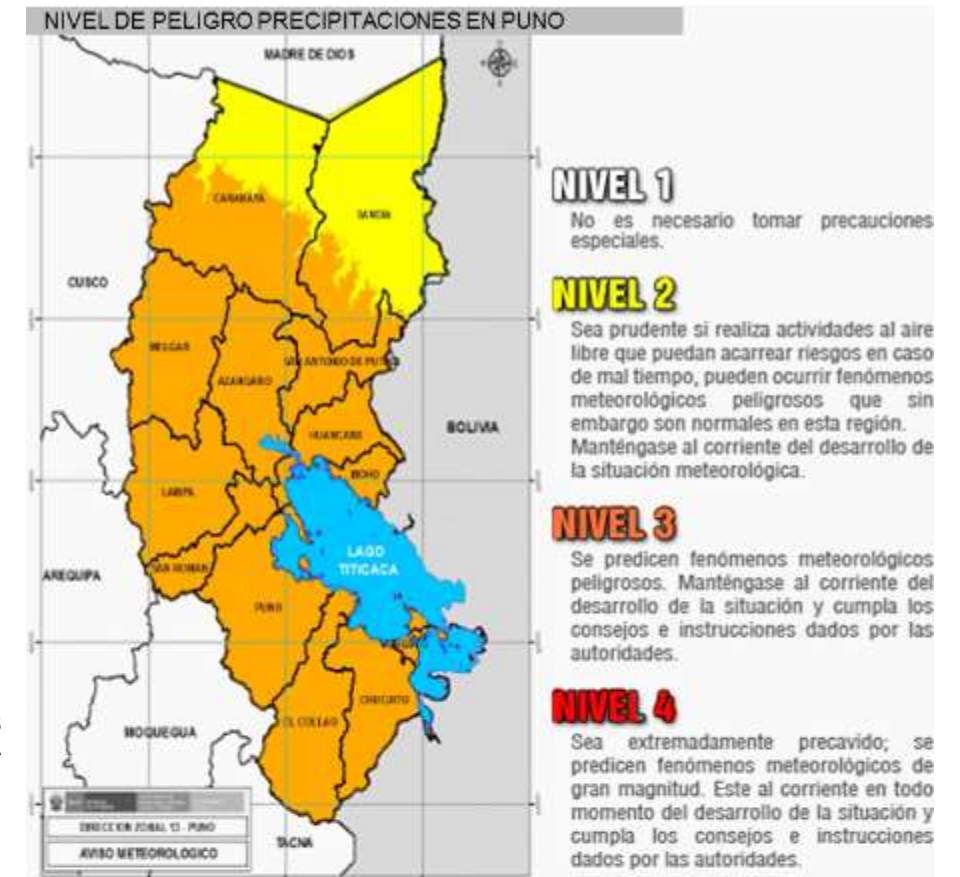 NIVEL DE PELIGRO PRECIPITACIONES EN PUNO
MADRE DE DIOS
CARABAYA
SANDIA
CUSCO
MELGAR
AZANGARO
SAN ANTONIO DE PUTINA
HUANCANE
MOHO
BOLIVIA
LAMPA
LAGO
TITICACA
AREQUIPA
SAN ROMAN
PUNO
CHUCUITO
EL COLLAO
MOQUEGUA
TACNA
DIRECCION ZONAL 13 - PUNO
AVISO METEOROLOGICO
NIVEL 1
No es necesario tomar precauciones
especiales.
NIVEL 2
Sea prudente si realiza actividades al aire
libre que puedan acarrear riesgos en caso
de mal tiempo, pueden ocurrir fenómenos
meteorológicos peligrosos que sin
embargo son normales en esta región.
Manténgase al corriente del desarrollo de
la situación meteorológica.
NIVEL 3
Se predicen fenómenos meteorológicos
peligrosos. Manténgase al corriente del
desarrollo de la situación y cumpla los
consejos e instrucciones dados por las
autoridades.
NIVEL 4
Sea extremadamente precavido; se
predicen fenómenos meteorológicos de
gran magnitud. Este al corriente en todo
momento del desarrollo de la situación y
cumpla los consejos e instrucciones
dados por las autoridades.